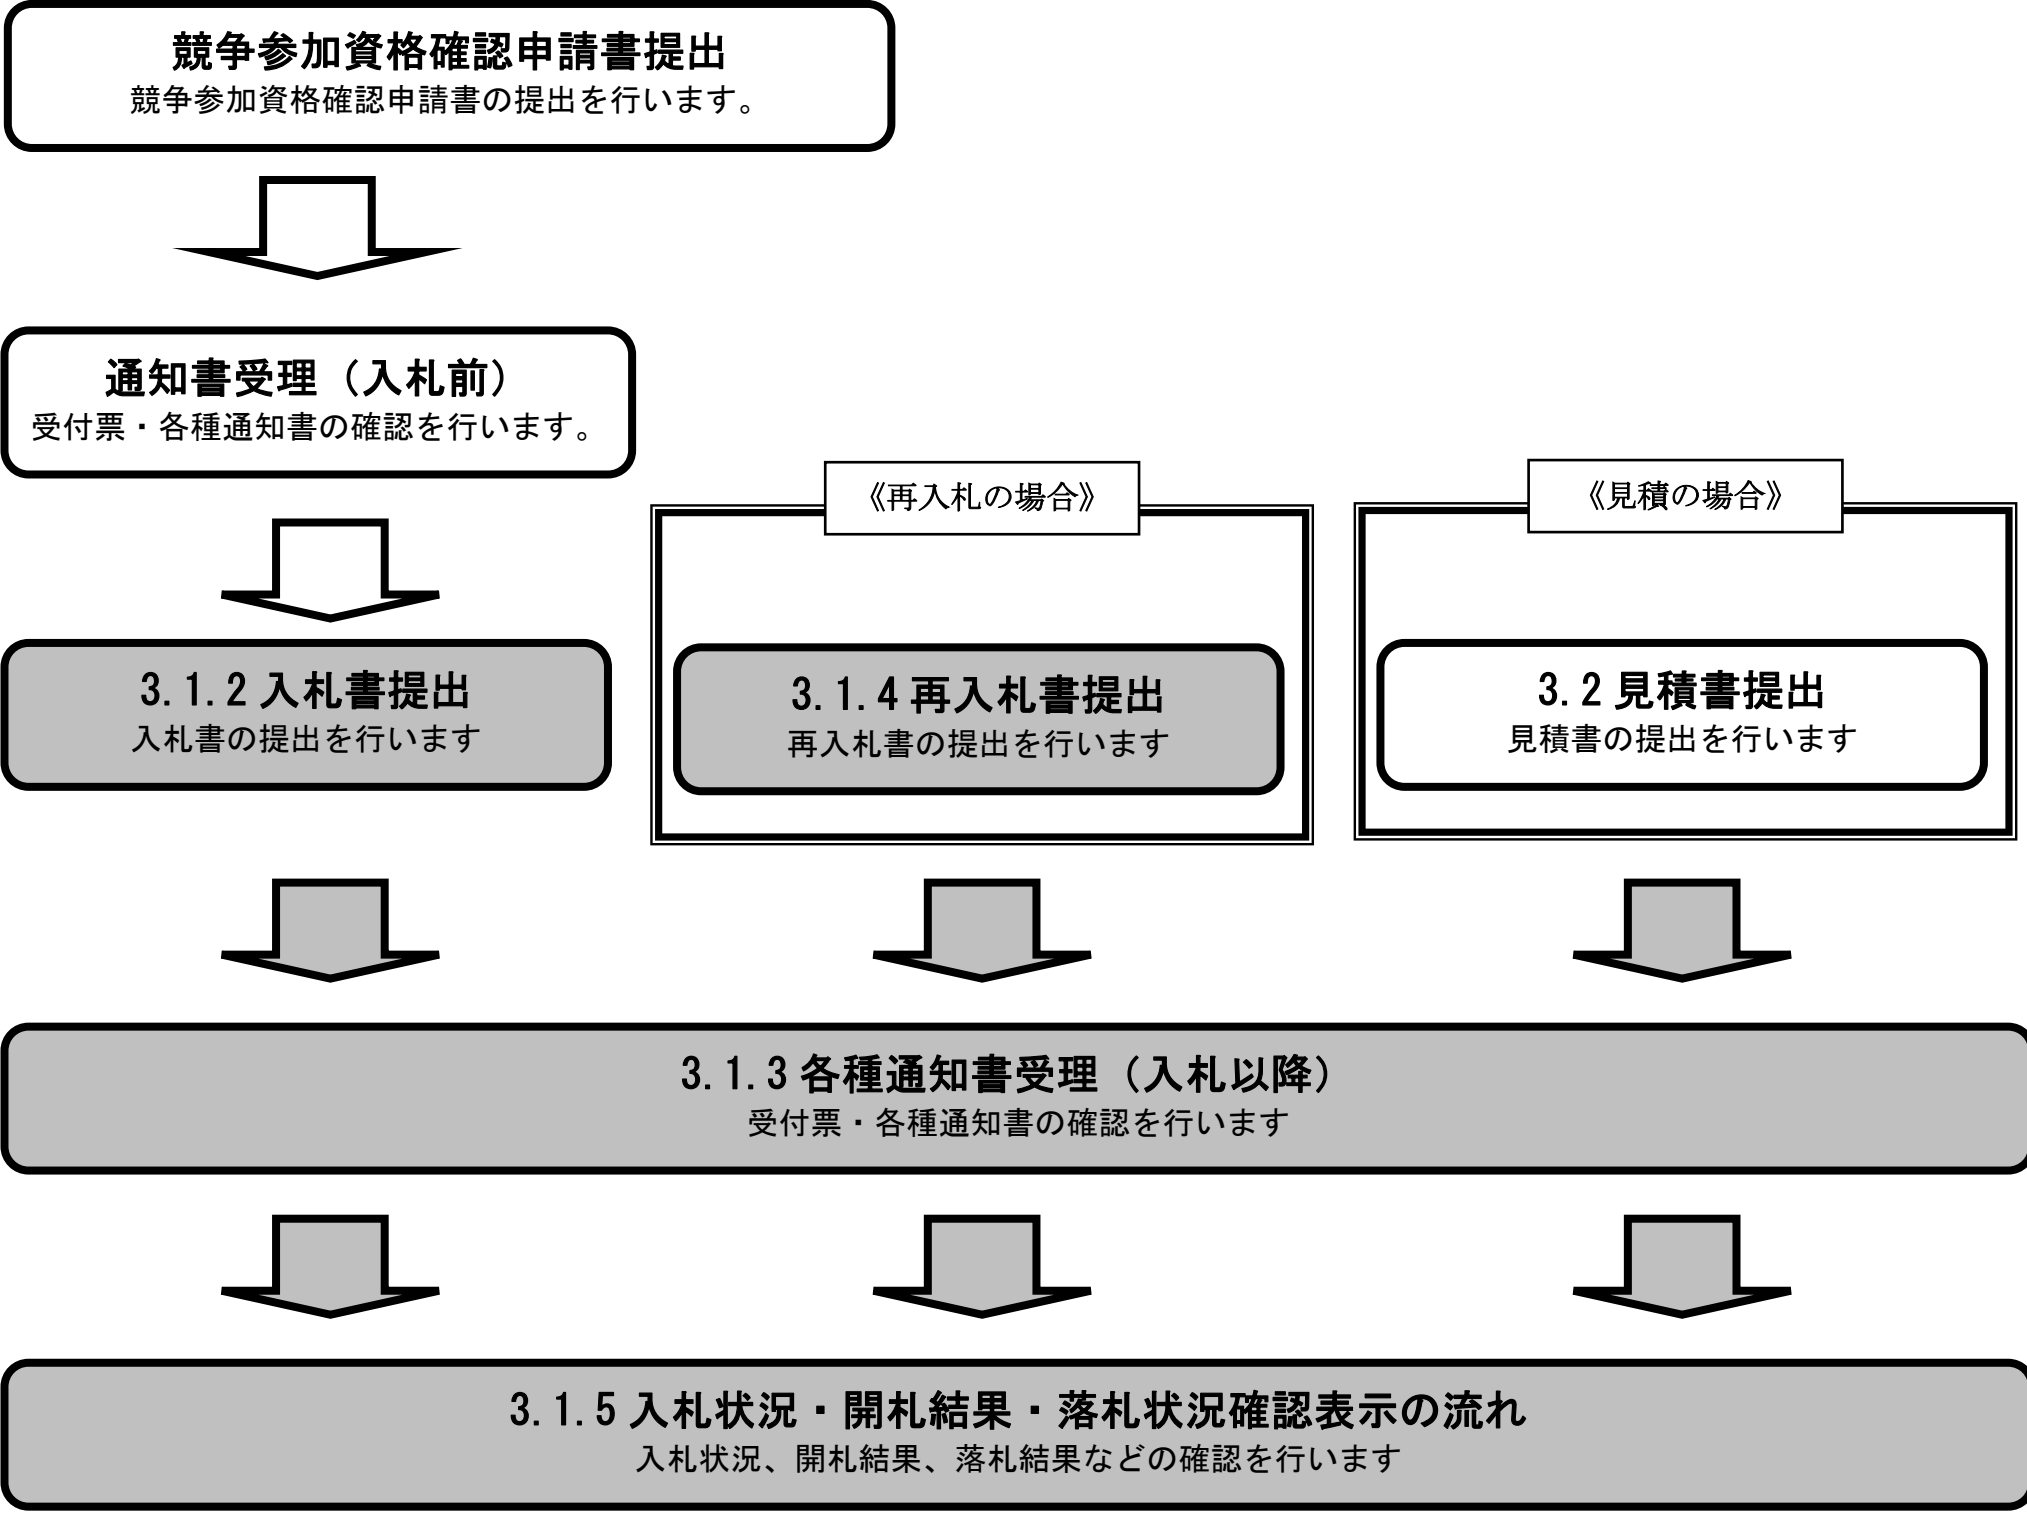 競争参加資格確認申請書提出
競争参加資格確認申請書の提出を行います。
通知書受理（入札前）
受付票・各種通知書の確認を行います。
《再入札の場合》
《見積の場合》
3.1.2 入札書提出
入札書の提出を行います
3.1.4 再入札書提出
再入札書の提出を行います
3.2 見積書提出
見積書の提出を行います
3.1.3 各種通知書受理（入札以降）
受付票・各種通知書の確認を行います
3.1.5 入札状況・開札結果・落札状況確認表示の流れ
入札状況、開札結果、落札結果などの確認を行います